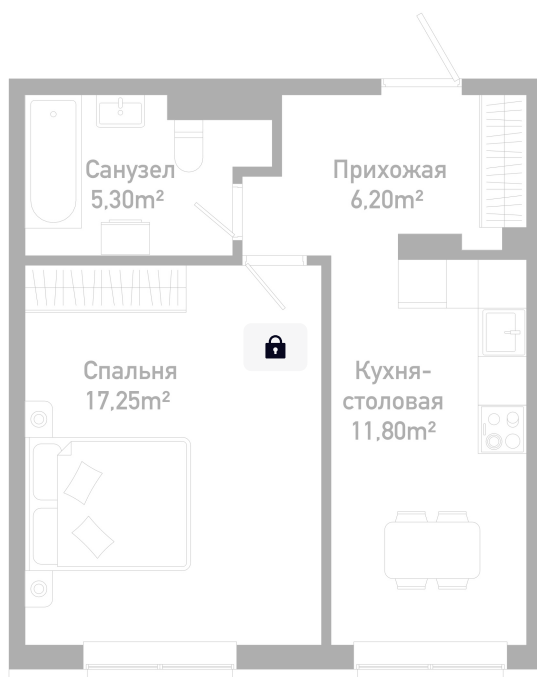 Санузел
5,30m²
Прихожая
6,20m²
Спальня
17,25m²
Кухня-
столовая
11,80m²